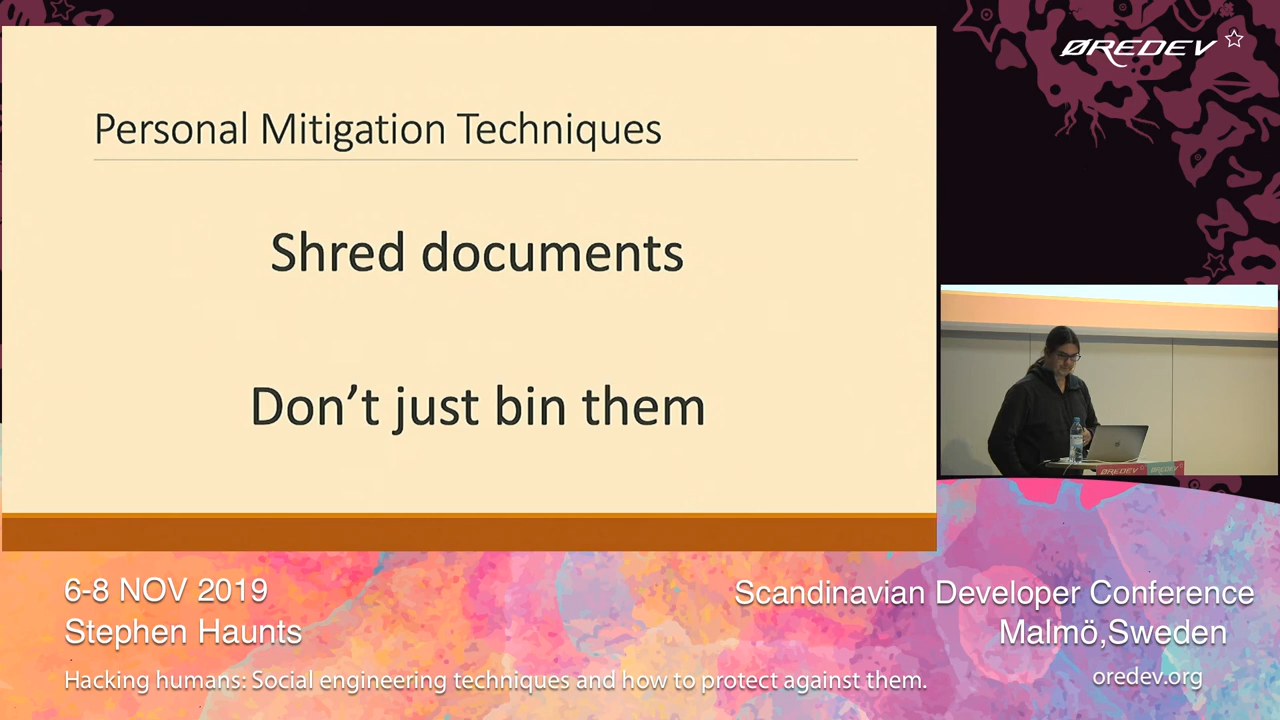 ØREDEV
Personal Mitigation Techniques
Shred documents
Don’t just bin them
ØREDEV
6-8 NOV 2019
Stephen Haunts
Scandinavian Developer Conference
Malmö,Sweden
Hacking humans: Social engineering techniques and how to protect against them.
oredev.org